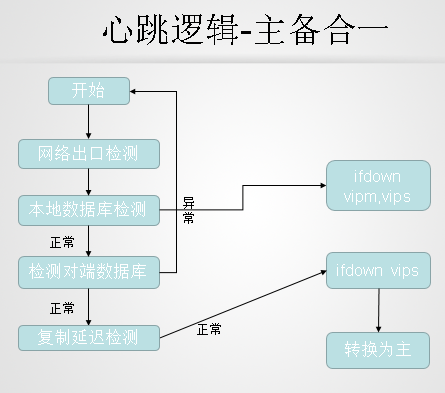 心跳逻辑-主备合一
开始
网络出口检测
本地数据库检测
异
常
ifdown
vipm,vips
正常
检测对端数据库
ifdown vips
正常
复制延迟检测
正常
转换为主